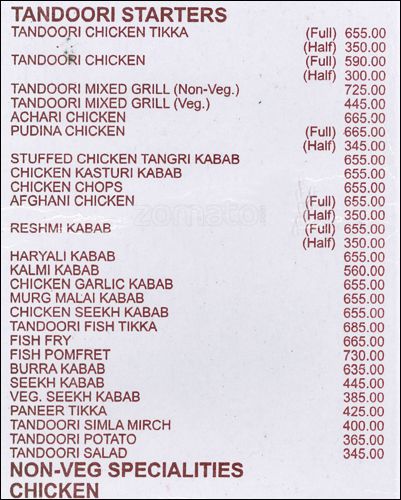 TANDOORI STARTERS
TANDOORI CHICKEN TIKKA (Full) 655.00
(Half) 350.00
TANDOORI CHICKEN (Full) 590.00
(Half) 300.00
TANDOORI MIXED GRILL (Non-Veg.) 725.00
TANDOORI MIXED GRILL (Veg.) 445.00
ACHARI CHICKEN 665.00
PUDINA CHICKEN (Full) 665.00
(Half) 345.00
STUFFED CHICKEN TANGRI KABAB 655.00
CHICKEN KASTURI KABAB 655.00
CHICKEN CHOPS 655.00
AFGHANI CHICKEN (Full) 655.00
(Half) 350.00
zomato
RESHMI KABAB (Full) 655.00
(Half) 350.00
HARYALI KABAB 655.00
KALMI KABAB 560.00
CHICKEN GARLIC KABAB 655.00
MURG MALAI KABAB 655.00
CHICKEN SEEKH KABAB 655.00
TANDOORI FISH TIKKA 685.00
FISH FRY 665.00
FISH POMFRET 730.00
BURRA KABAB 635.00
SEEKH KABAB 445.00
VEG. SEEKH KABAB 385.00
PANEER TIKKA 425.00
TANDOORI SIMLA MIRCH 400.00
TANDOORI POTATO 365.00
TANDOORI SALAD 345.00
NON-VEG SPECIALITIES
CHICKEN